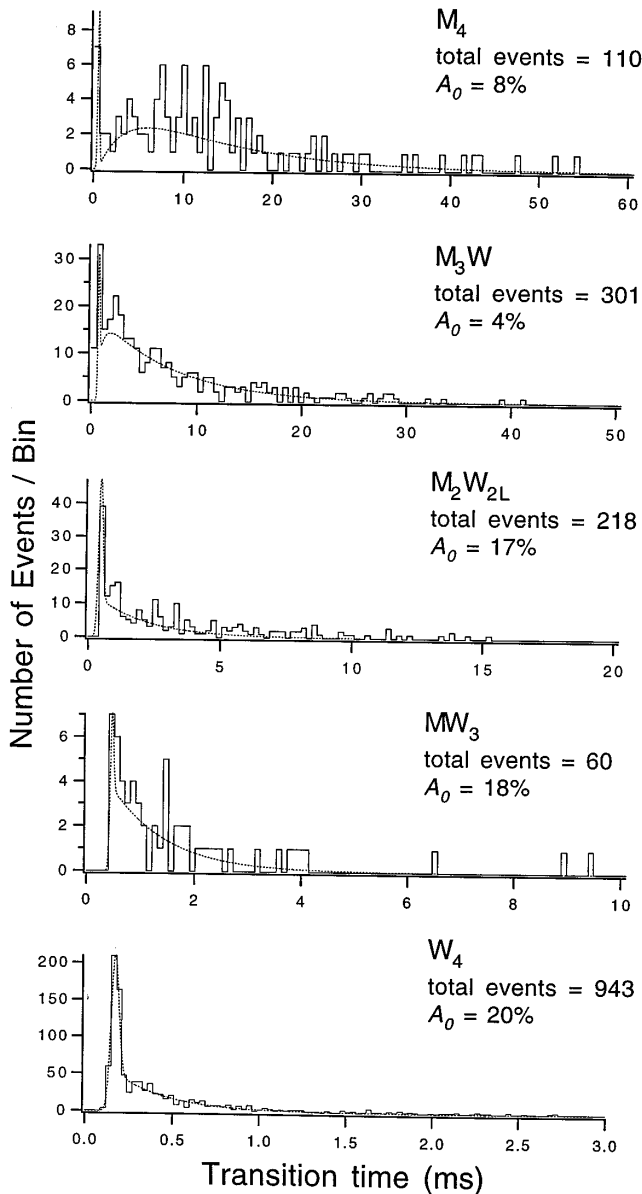 M₄
total events = 110
A₀ = 8%
8
6
4
2
0
0 10 20 30 40 50 60
M₃W
total events = 301
A₀ = 4%
30
20
10
0
0 10 20 30 40 50
M₂W₂L
total events = 218
A₀ = 17%
40
30
20
10
0
0 5 10 15 20
MW₃
total events = 60
A₀ = 18%
6
4
2
0
0 2 4 6 8 10
W₄
total events = 943
A₀ = 20%
200
150
100
50
0
0.0 0.5 1.0 1.5 2.0 2.5 3.0
Number of Events / Bin
Transition time (ms)